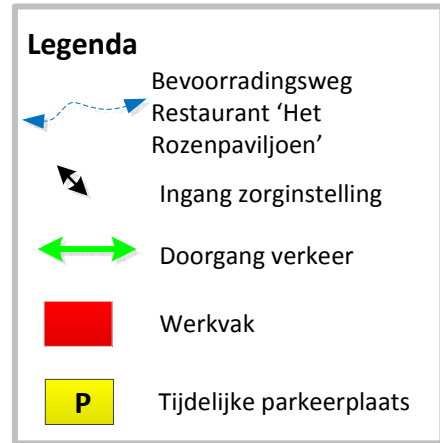 Legenda
Bevoorradingsweg
Restaurant ‘Het
Rozenpaviljoen’
Ingang zorginstelling
Doorgang verkeer
Werkvak
P Tijdelijke parkeerplaats